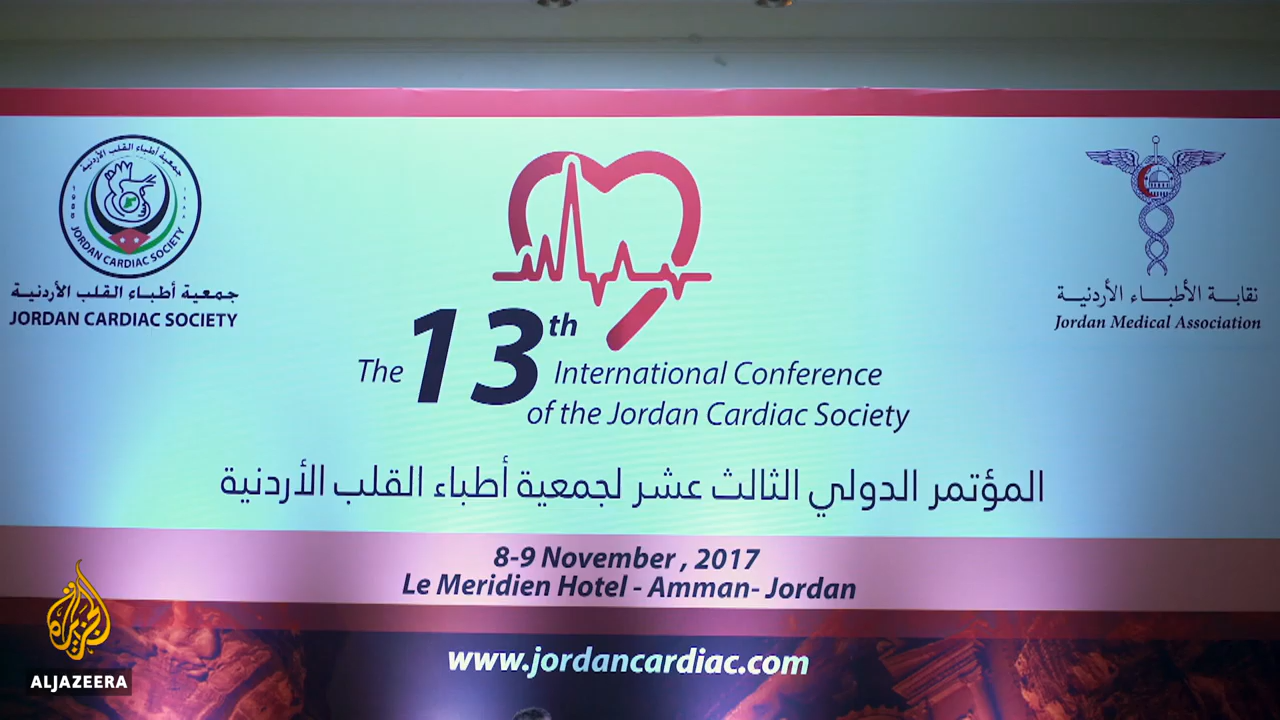 جمعية أطباء القلب الأردنية
JORDAN CARDIAC SOCIETY
جمعية أطباء القلب الأردنية
JORDAN CARDIAC SOCIETY
نقابة الأطباء الأردنية
Jordan Medical Association
The 13th International Conference
of the Jordan Cardiac Society
المؤتمر الدولي الثالث عشر لجمعية أطباء القلب الأردنية
8-9 November , 2017
Le Meridien Hotel - Amman- Jordan
www.jordancardiac.com
الجزيرة
ALJAZEERA